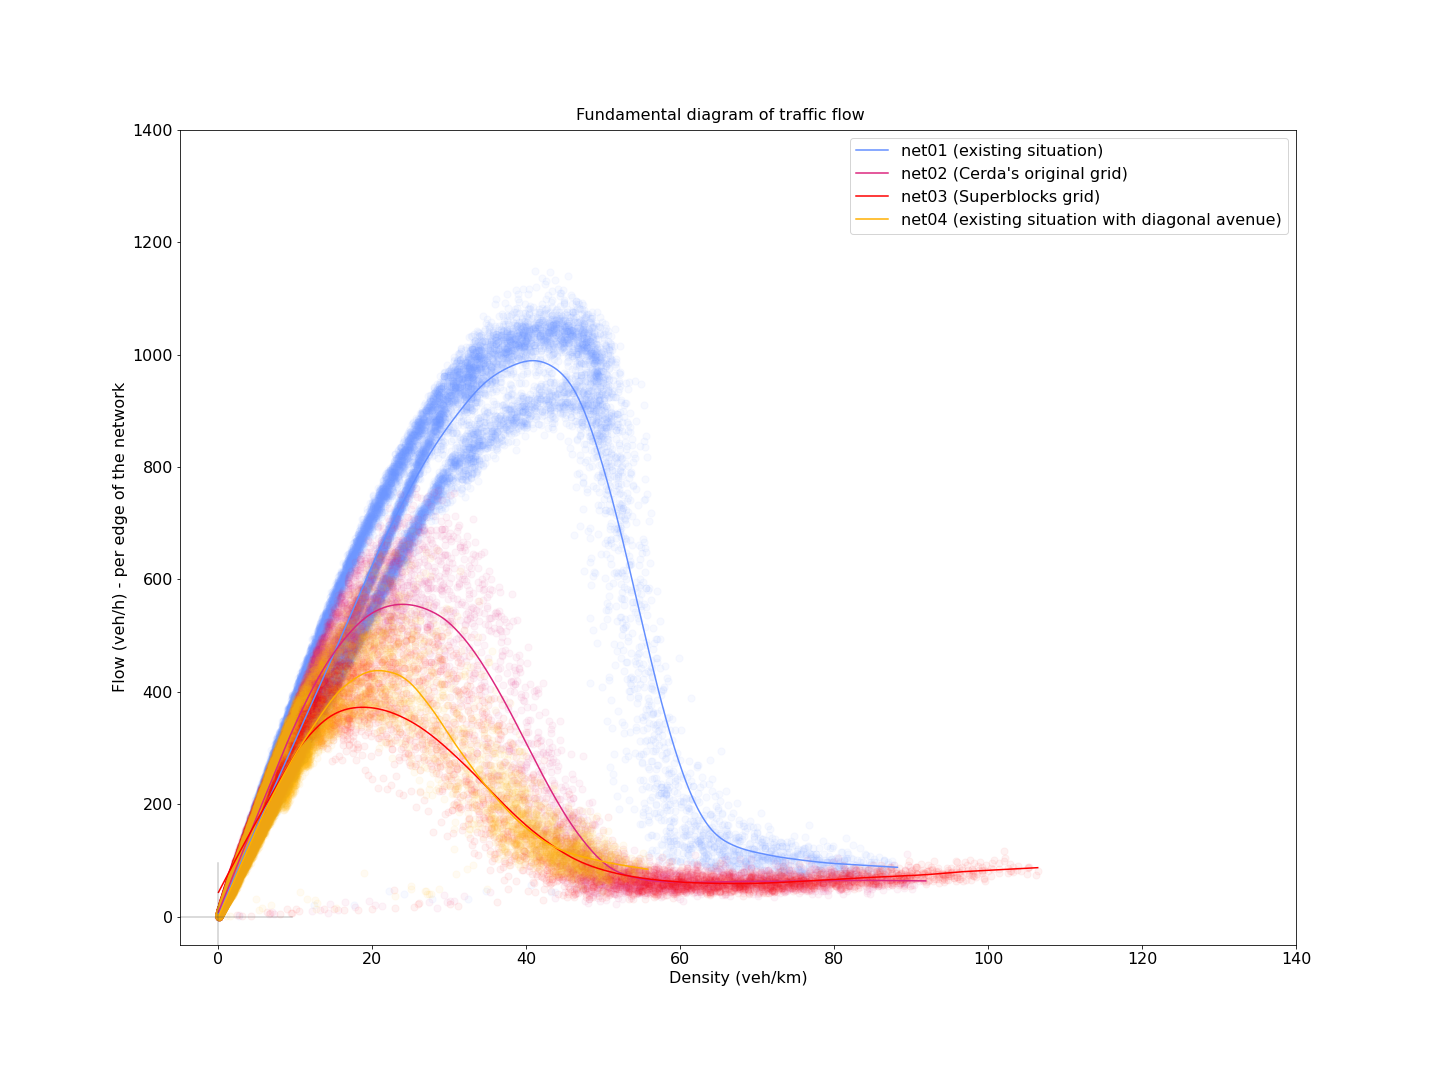 Fundamental diagram of traffic flow
net01 (existing situation)
net02 (Cerda's original grid)
net03 (Superblocks grid)
net04 (existing situation with diagonal avenue)
Flow (veh/h) - per edge of the network
1400
1200
1000
800
600
400
200
0
0 20 40 60 80 100 120 140
Density (veh/km)